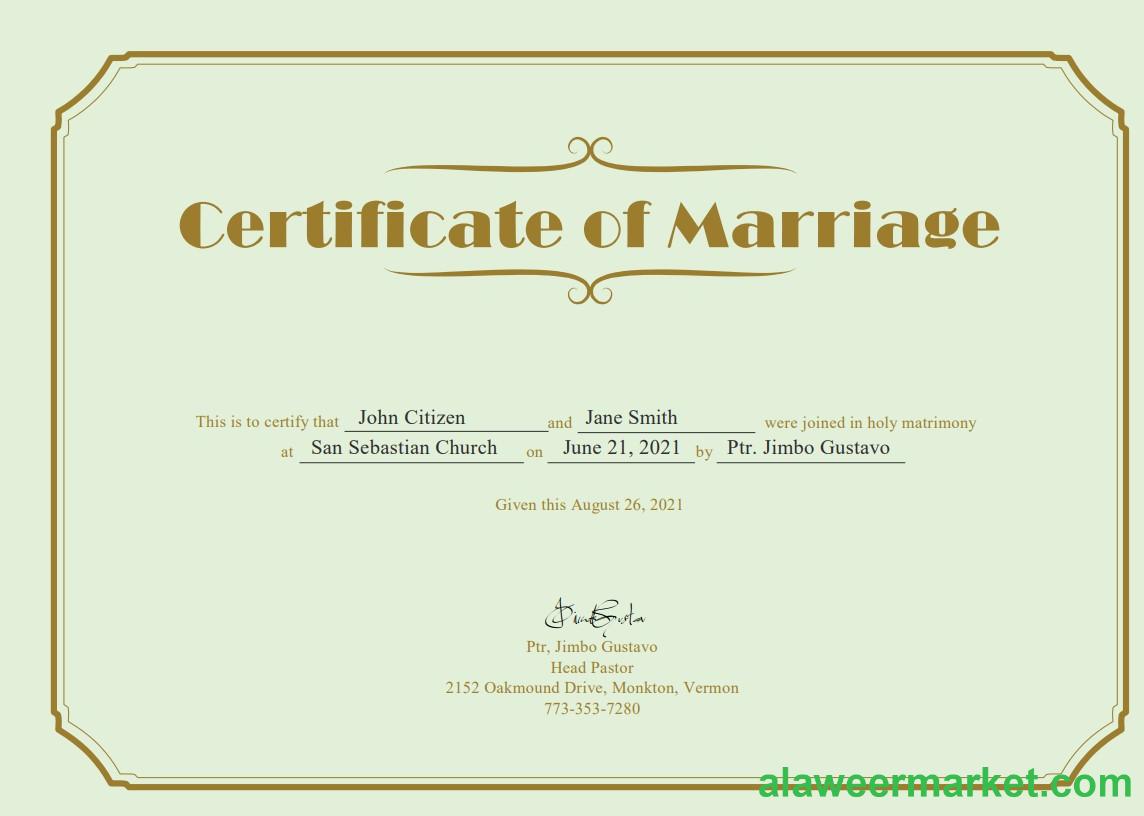 Certificate of Marriage
This is to certify that John Citizen and Jane Smith were joined in holy matrimony
at San Sebastian Church on June 21, 2021 by Ptr. Jimbo Gustavo
Given this August 26, 2021
Ptr, Jimbo Gustavo
Head Pastor
2152 Oakmound Drive, Monkton, Vermon
773-353-7280
alaweermarket.com